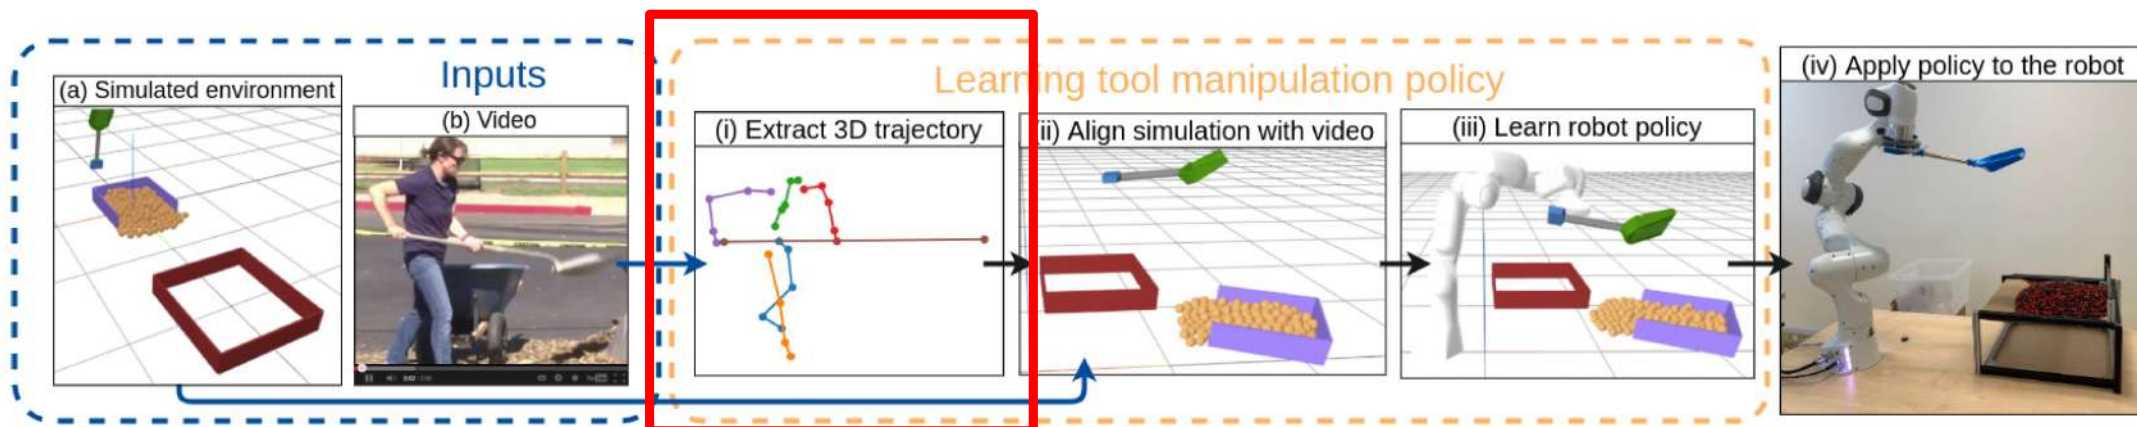 Inputs
(a) Simulated environment
(b) Video
Learning tool manipulation policy
(i) Extract 3D trajectory
(ii) Align simulation with video
(iii) Learn robot policy
(iv) Apply policy to the robot